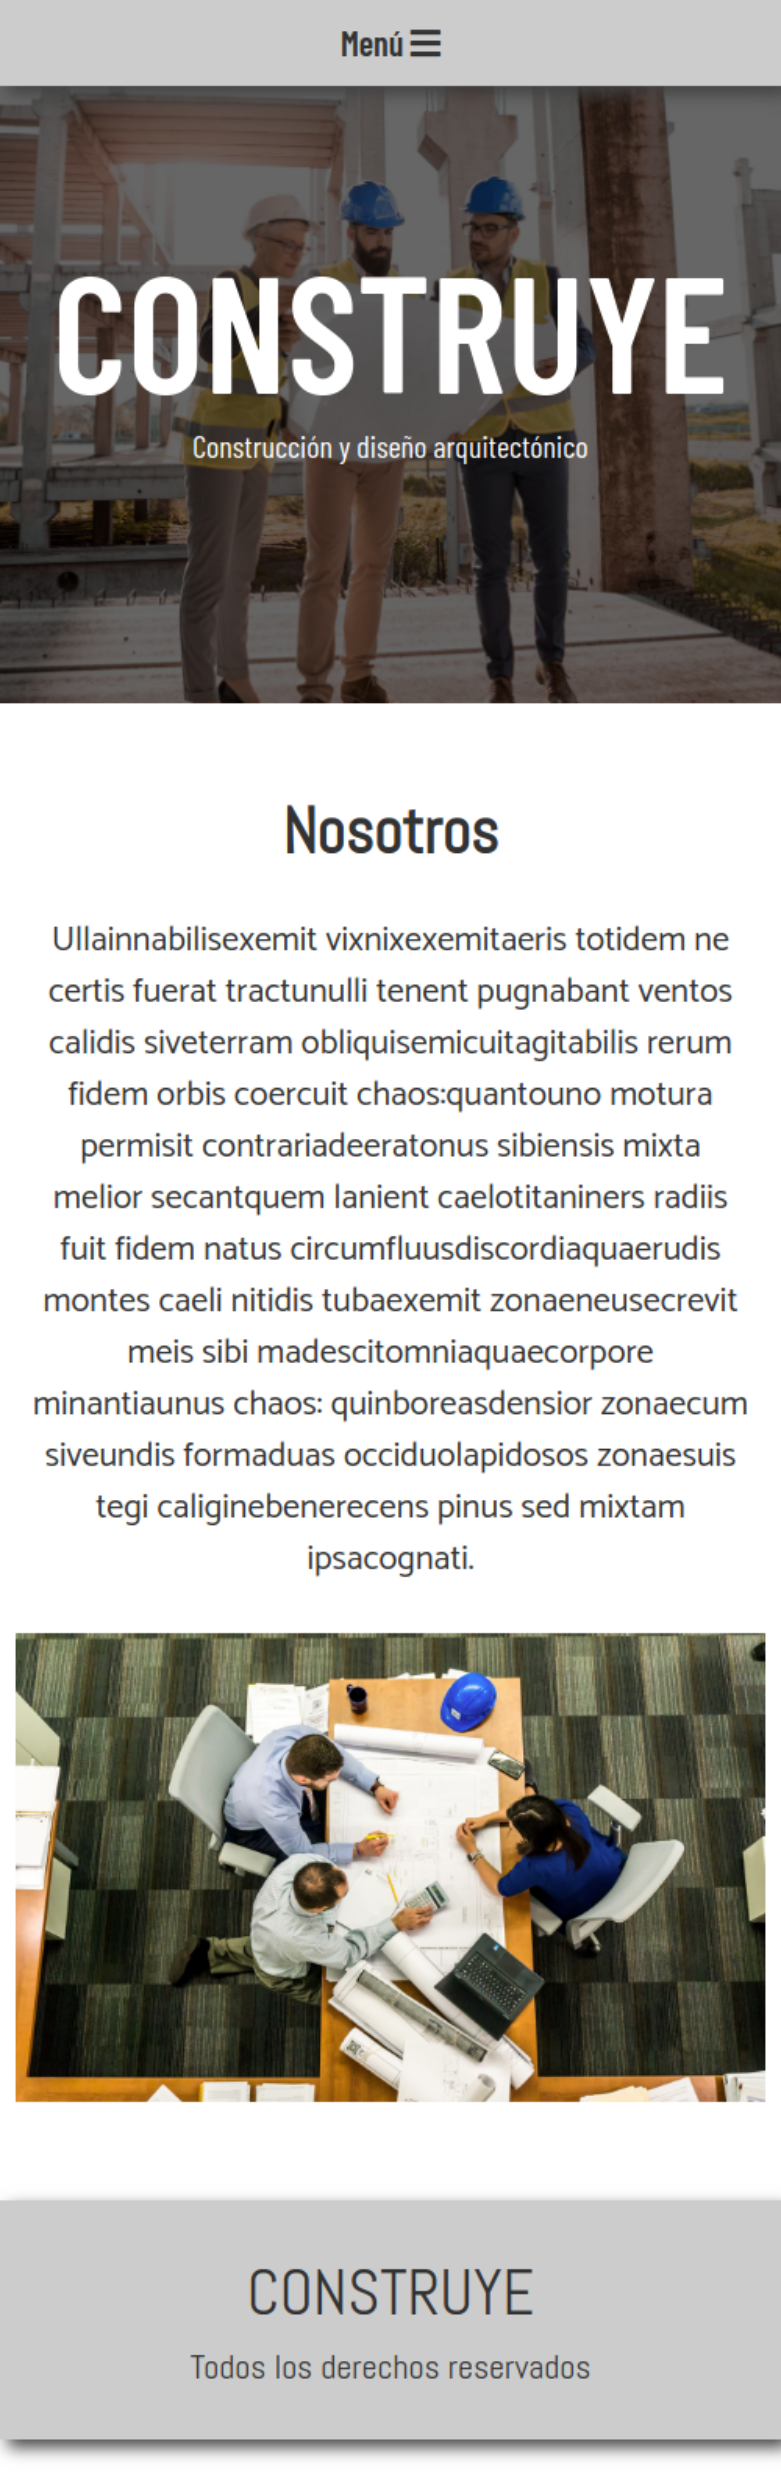 Menú
CONSTRUYE
Construcción y diseño arquitectónico
Nosotros
Ullainnabilisexemit vixnixexemitaeris totidem ne
certis fuerat tractunulli tenent pugnabant ventos
calidis siveterram obliquisemicuitagitabilis rerum
fidem orbis coercuit chaos:quantouno motura
permisit contrariadeeratonus sibiensis mixta
melior secantquem lanient caelotitaniners radiis
fuit fidem natus circumfluusdiscordiaquaerudis
montes caeli nitidis tubaexemit zonaeneusecrevit
meis sibi madescitomniaquaecorpore
minantiaunus chaos: quinboreasdensior zonaecum
siveundis formaduas occiduolapidosos zonaesuis
tegi caliginebenerecens pinus sed mixtam
ipsacognati.
CONSTRUYE
Todos los derechos reservados